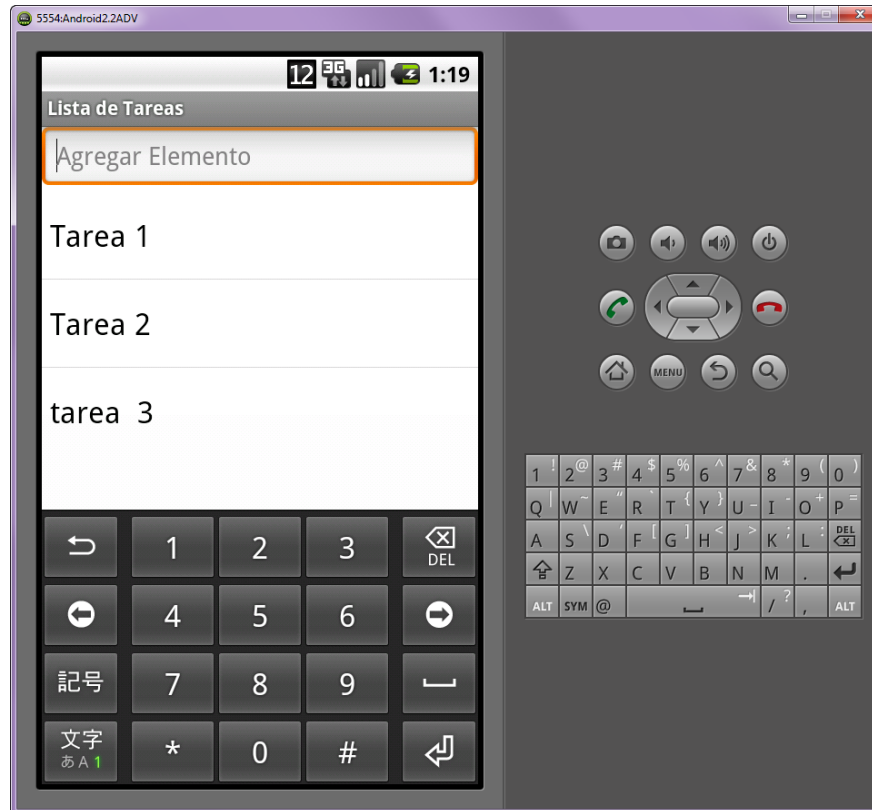 5554:Android2.2ADV
12 3G 1:19
Lista de Tareas
Agregar Elemento
Tarea 1
Tarea 2
tarea  3
1 2 3 DEL
4 5 6
記号 7 8 9
文字 あA1 * 0 #
MENU
1 ! 2 @ 3 # 4 $ 5 % 6 ^ 7 & 8 * 9 ( 0 )
Q | W ~ E " R ` T { Y } U - I - O + P =
A S \ D ' F [ G ] H < J > K ; L : DEL
Z X C V B N M .
ALT SYM @ / ? , ALT